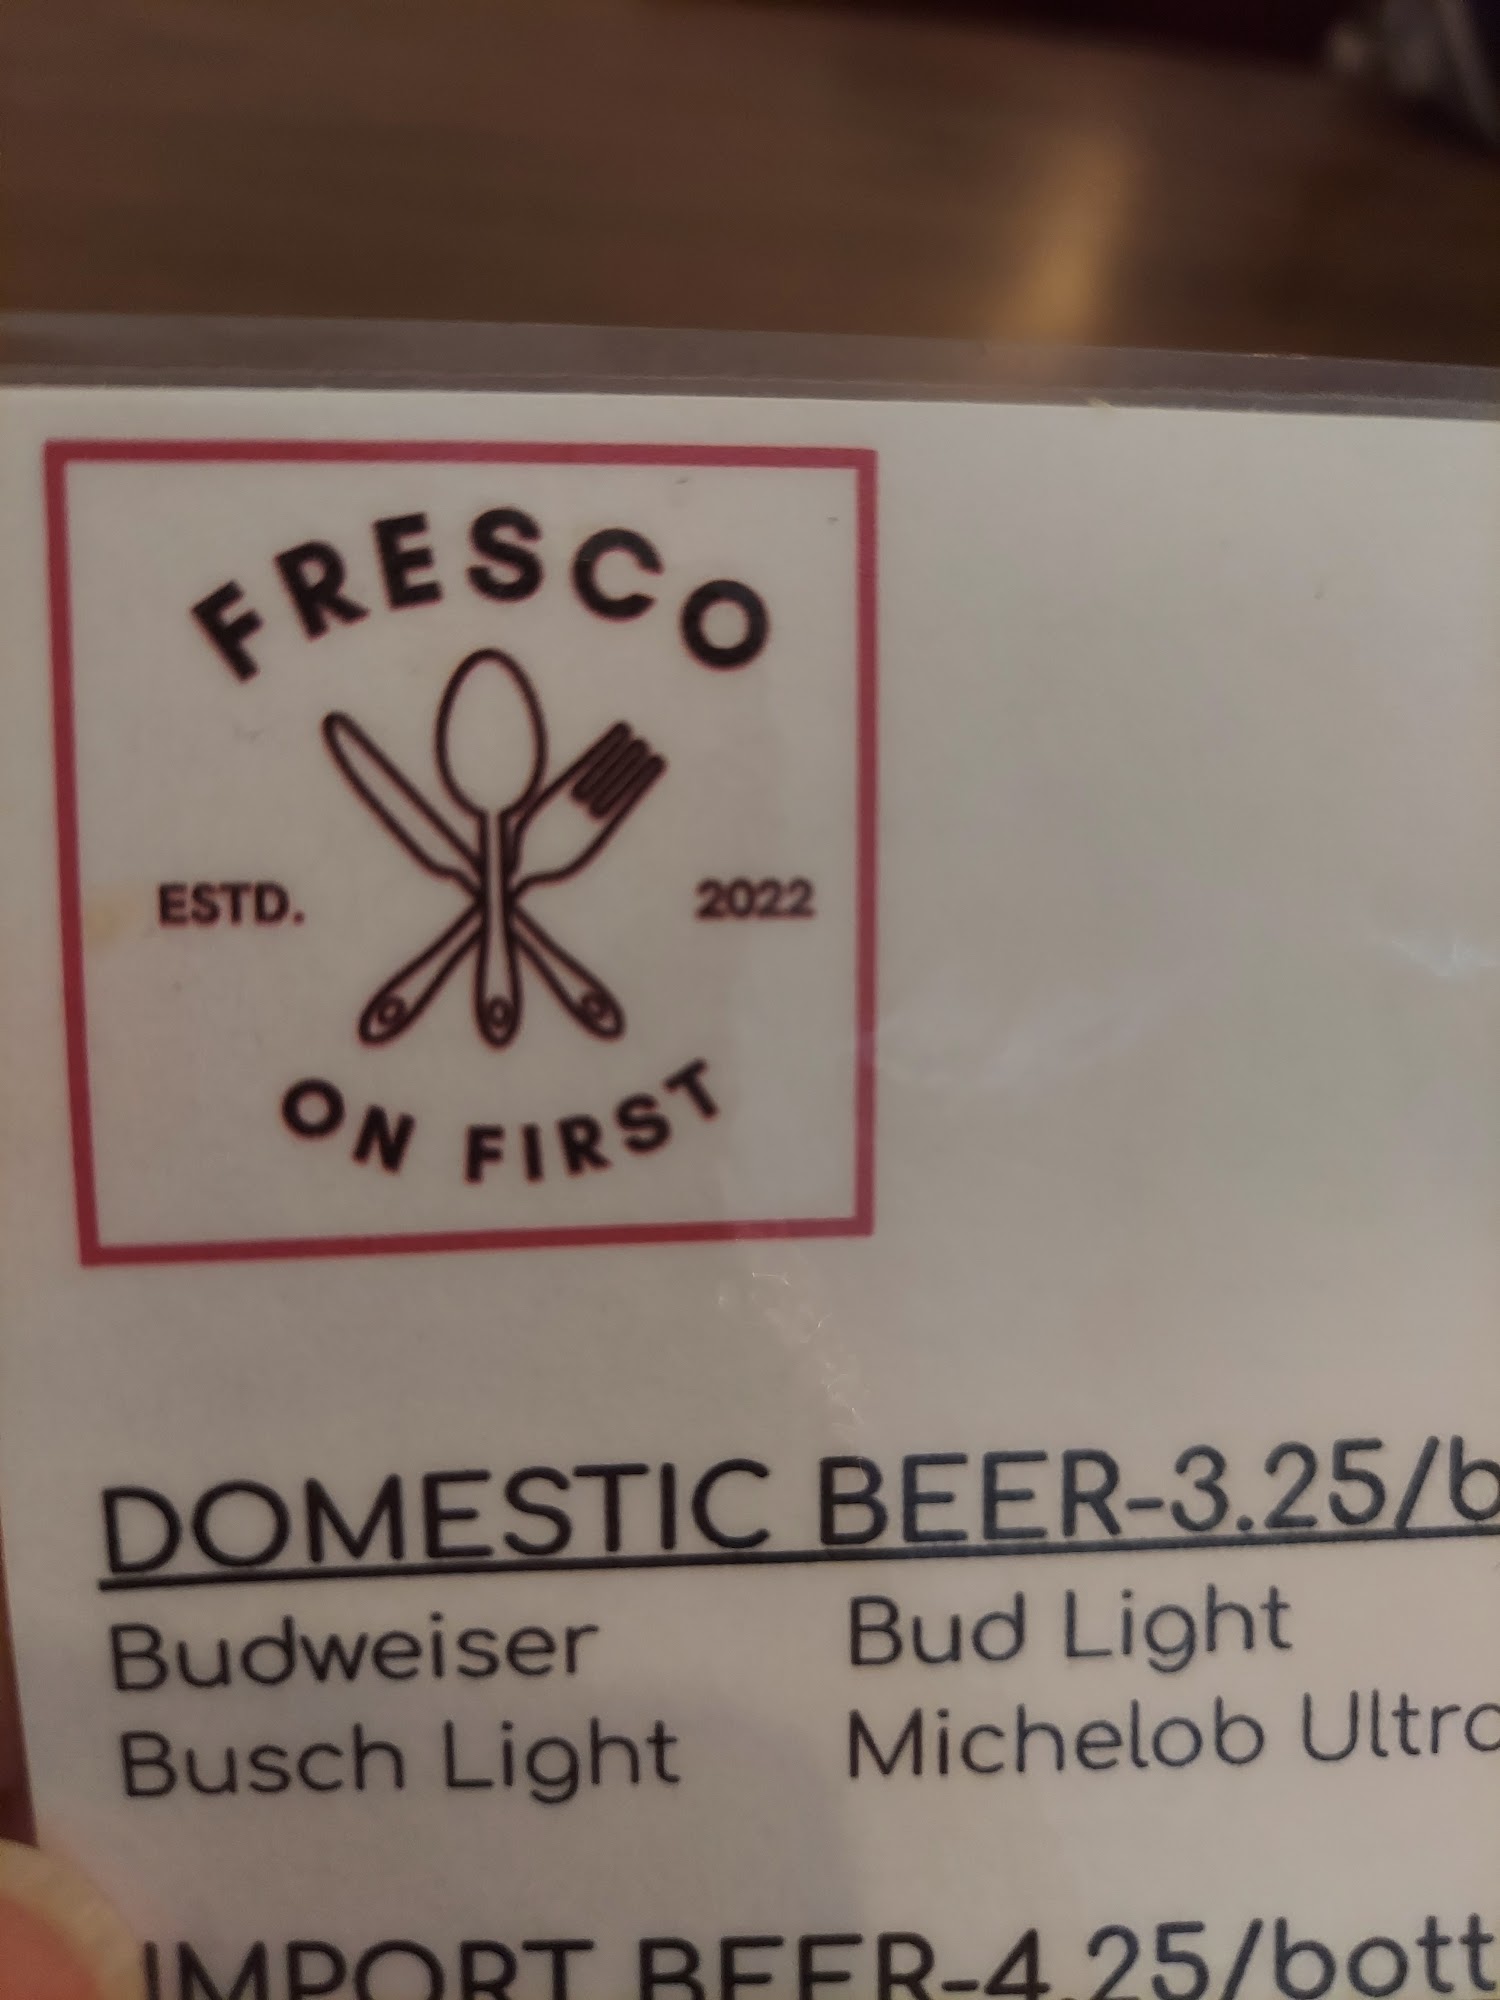 FRESCO
ESTD. 2022
ON FIRST
DOMESTIC BEER-3.25/b
Budweiser Bud Light
Busch Light Michelob Ultra
IMPORT BEER-4.25/bott